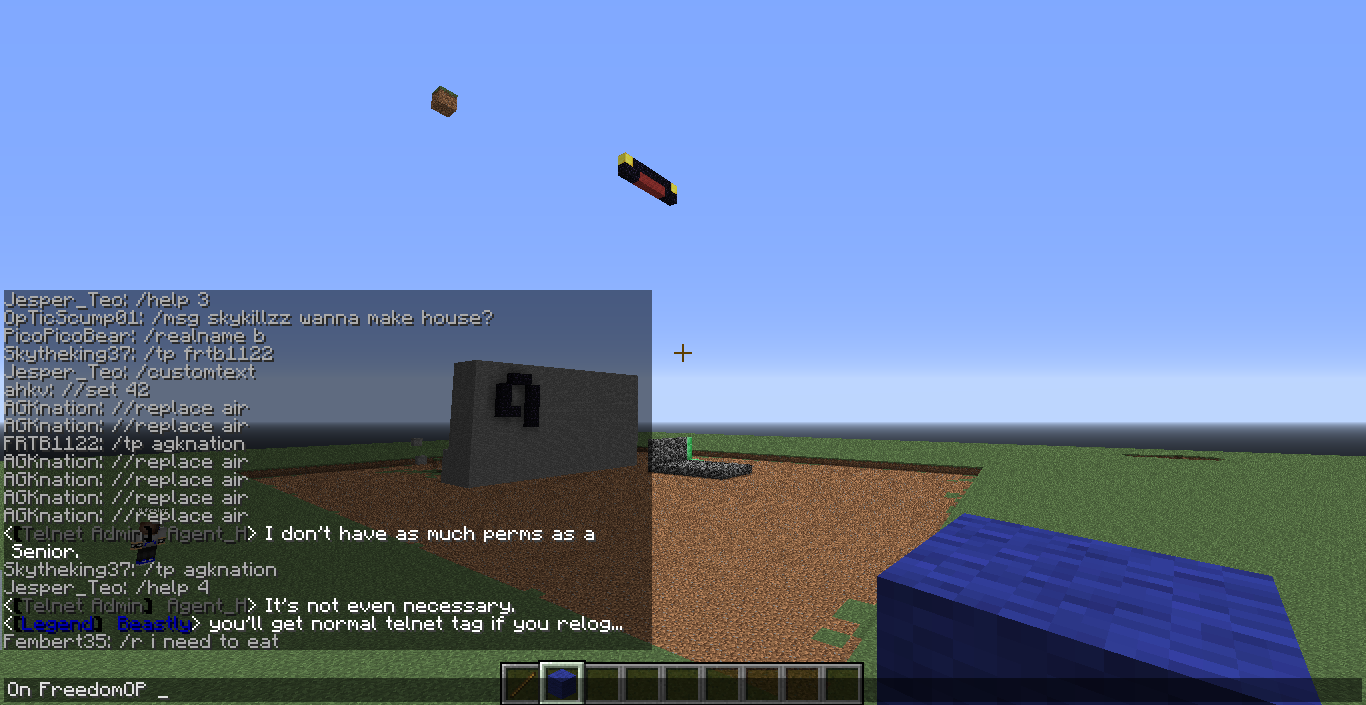 Jesper_Teo: /help 3
OpTicScump01: /msg skykillzz wanna make house?
PicoPicoBear: /realname b
Skytheking37: /tp frtb1122
Jesper_Teo: /customtext
ahkv: //set 42
AGKnation: //replace air
AGKnation: //replace air
FRTB1122: /tp agknation
AGKnation: //replace air
AGKnation: //replace air
AGKnation: //replace air
AGKnation: //replace air
<[Telnet Admin] Agent_H> I don't have as much perms as a
Senior.
Skytheking37: /tp agknation
Jesper_Teo: /help 4
<[Telnet Admin] Agent_H> It's not even necessary.
<[Legend] Beastly> you'll get normal telnet tag if you relog...
Fembert35: /r i need to eat
On FreedomOP _